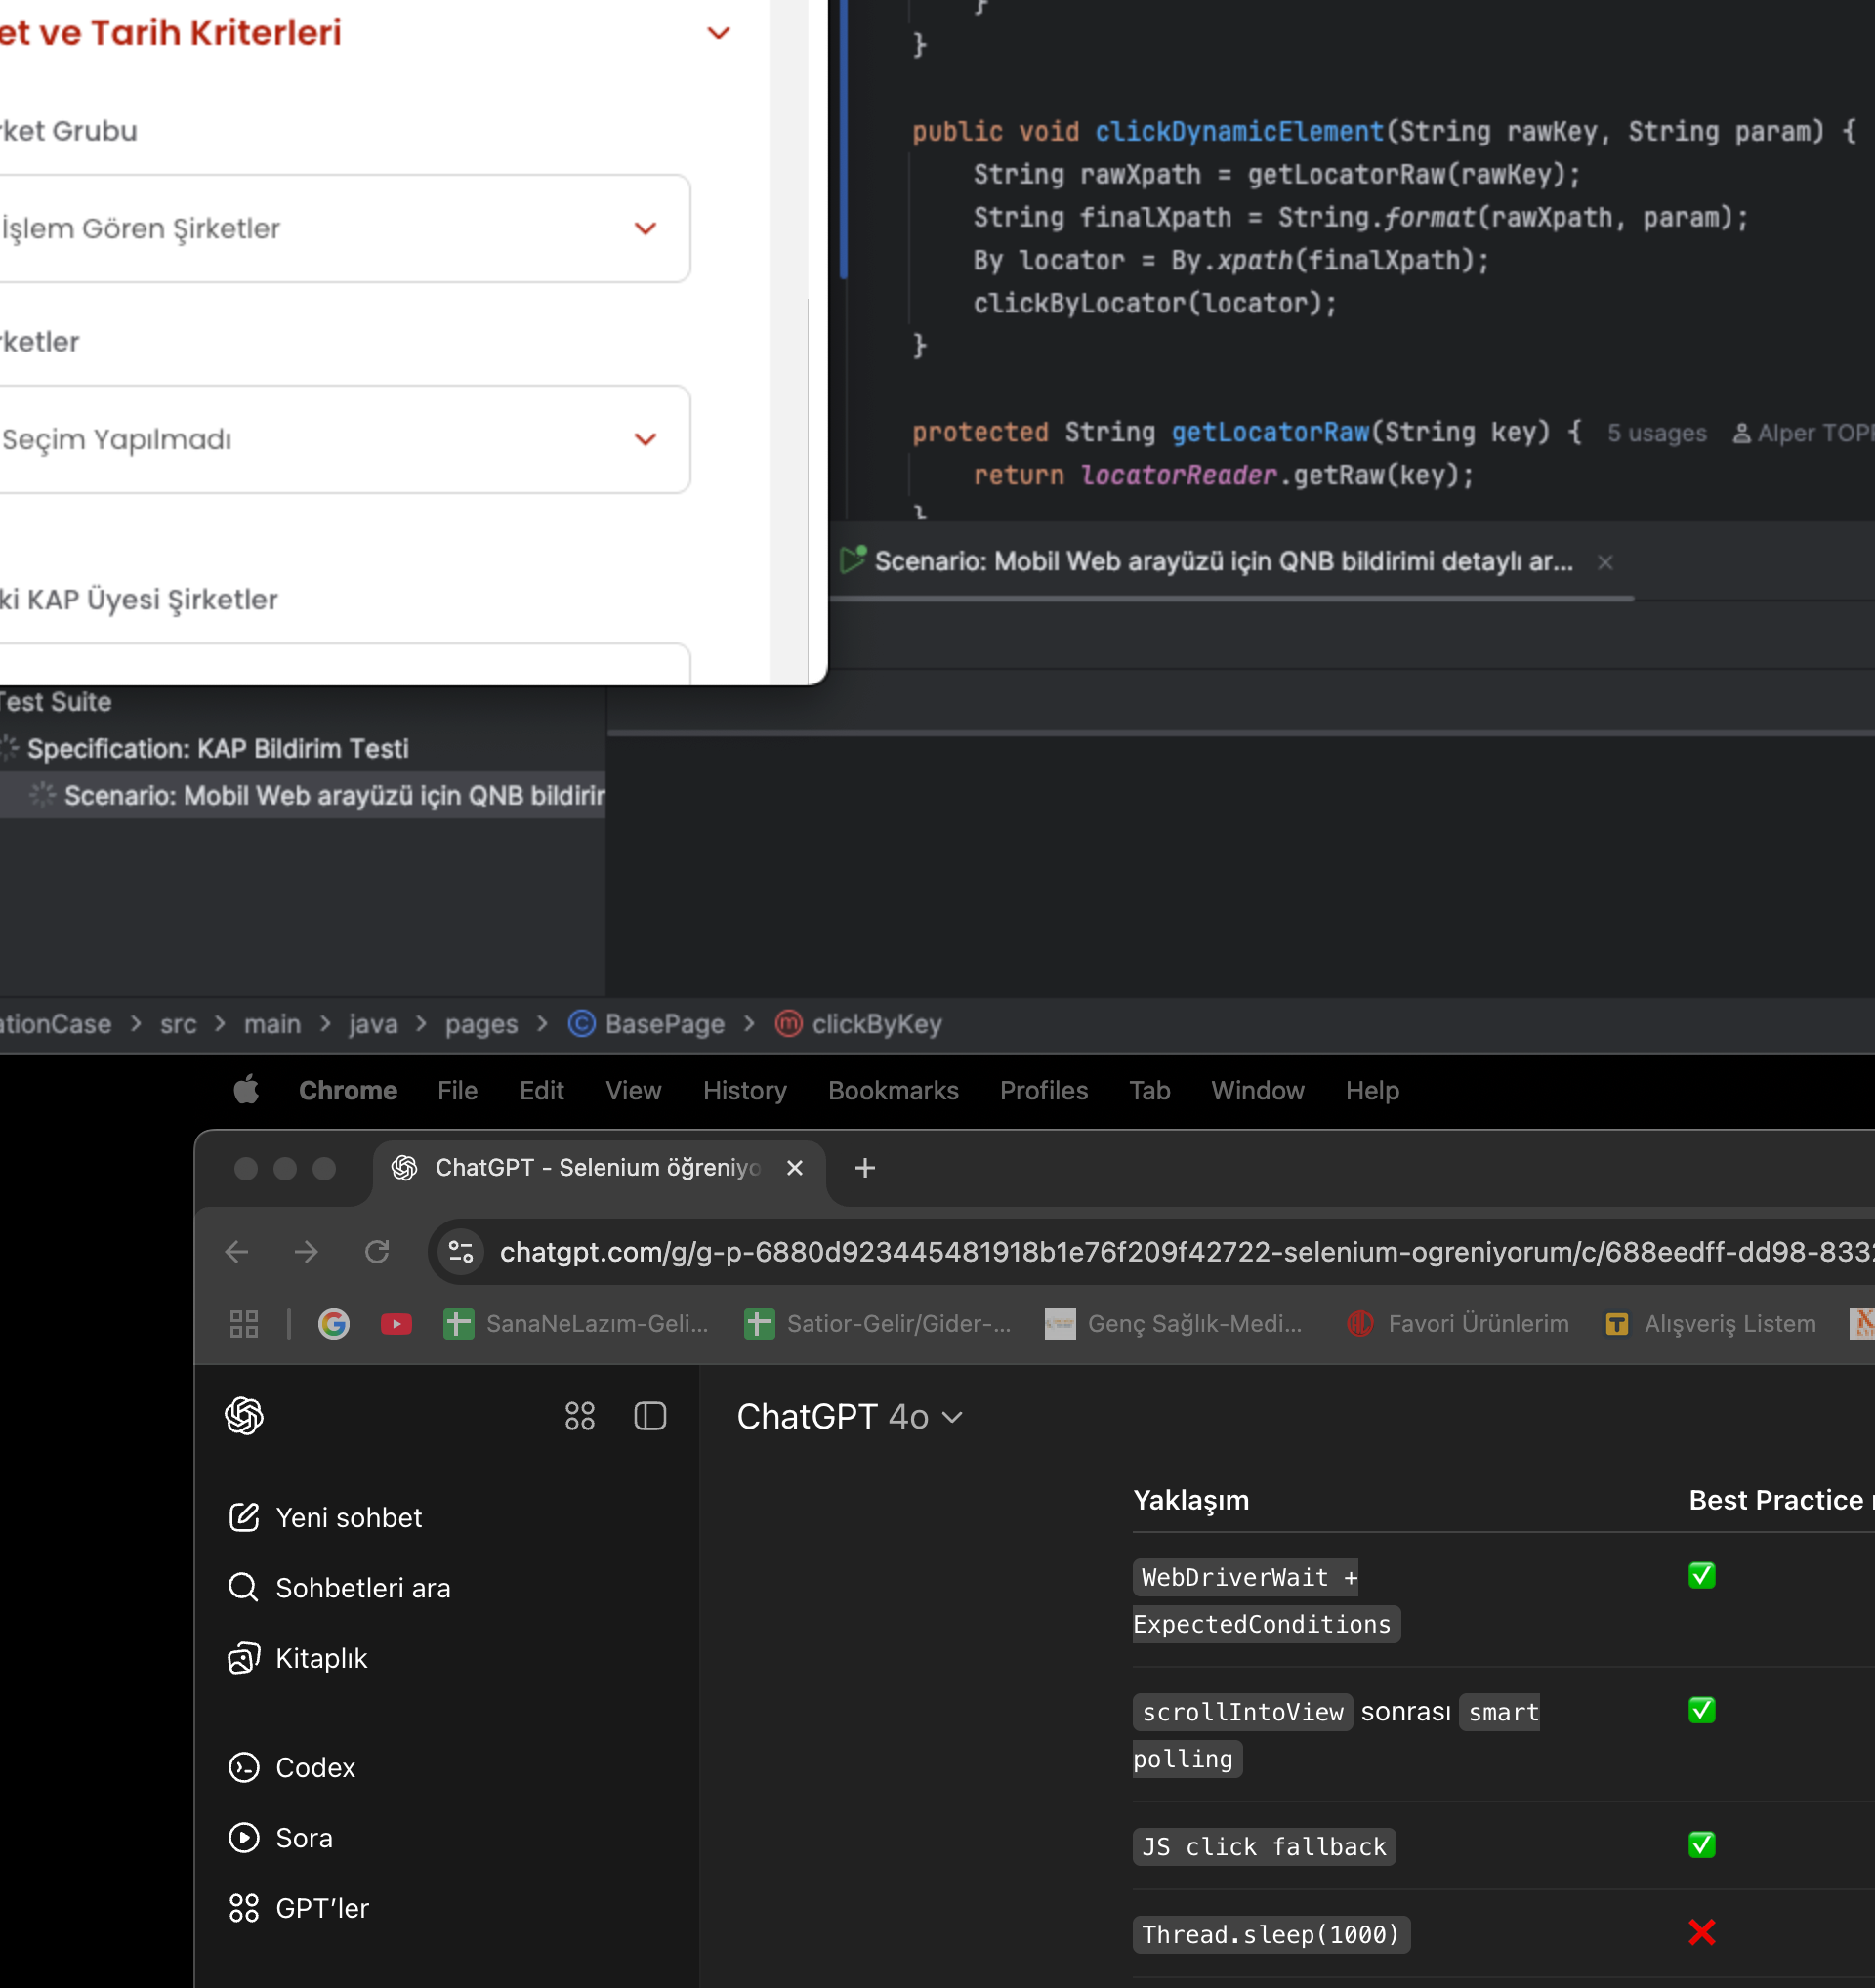 et ve Tarih Kriterleri
rket Grubu
İşlem Gören Şirketler
rketler
Seçim Yapılmadı
ki KAP Üyesi Şirketler
}
}
public void clickDynamicElement(String rawKey, String param) {
String rawXpath = getLocatorRaw(rawKey);
String finalXpath = String.format(rawXpath, param);
By locator = By.xpath(finalXpath);
clickByLocator(locator);
}
protected String getLocatorRaw(String key) { 5 usages Alper TOP
return locatorReader.getRaw(key);
}
Scenario: Mobil Web arayüzü için QNB bildirimi detaylı ar...
Test Suite
Specification: KAP Bildirim Testi
Scenario: Mobil Web arayüzü için QNB bildirir
ationCase > src > main > java > pages > BasePage > clickByKey
Chrome File Edit View History Bookmarks Profiles Tab Window Help
ChatGPT - Selenium öğreniyo
chatgpt.com/g/g-p-6880d923445481918b1e76f209f42722-selenium-ogreniyorum/c/688eedff-dd98-833
SanaNeLazım-Geli... Satior-Gelir/Gider-... Genç Sağlık-Medi... Favori Ürünlerim Alışveriş Listem
ChatGPT 4o
Yeni sohbet
Sohbetleri ara
Kitaplık
Codex
Sora
GPT'ler
Yaklaşım Best Practice
WebDriverWait +
ExpectedConditions
✅
scrollIntoView sonrası smart
polling
✅
JS click fallback ✅
Thread.sleep(1000) ❌